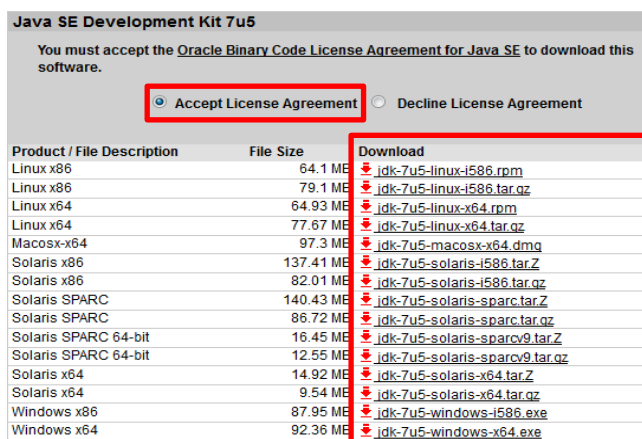 Java SE Development Kit 7u5
You must accept the Oracle Binary Code License Agreement for Java SE to download this
software.
Accept License Agreement Decline License Agreement
Product / File Description File Size Download
Linux x86 64.1 MB jdk-7u5-linux-i586.rpm
Linux x86 79.1 MB jdk-7u5-linux-i586.tar.gz
Linux x64 64.93 MB jdk-7u5-linux-x64.rpm
Linux x64 77.67 MB jdk-7u5-linux-x64.tar.gz
Macosx-x64 97.3 MB jdk-7u5-macosx-x64.dmg
Solaris x86 137.41 MB jdk-7u5-solaris-i586.tar.Z
Solaris x86 82.01 MB jdk-7u5-solaris-i586.tar.gz
Solaris SPARC 140.43 MB jdk-7u5-solaris-sparc.tar.Z
Solaris SPARC 86.72 MB jdk-7u5-solaris-sparc.tar.gz
Solaris SPARC 64-bit 16.45 MB jdk-7u5-solaris-sparcv9.tar.Z
Solaris SPARC 64-bit 12.55 MB jdk-7u5-solaris-sparcv9.tar.gz
Solaris x64 14.92 MB jdk-7u5-solaris-x64.tar.Z
Solaris x64 9.54 MB jdk-7u5-solaris-x64.tar.gz
Windows x86 87.95 MB jdk-7u5-windows-i586.exe
Windows x64 92.36 MB jdk-7u5-windows-x64.exe